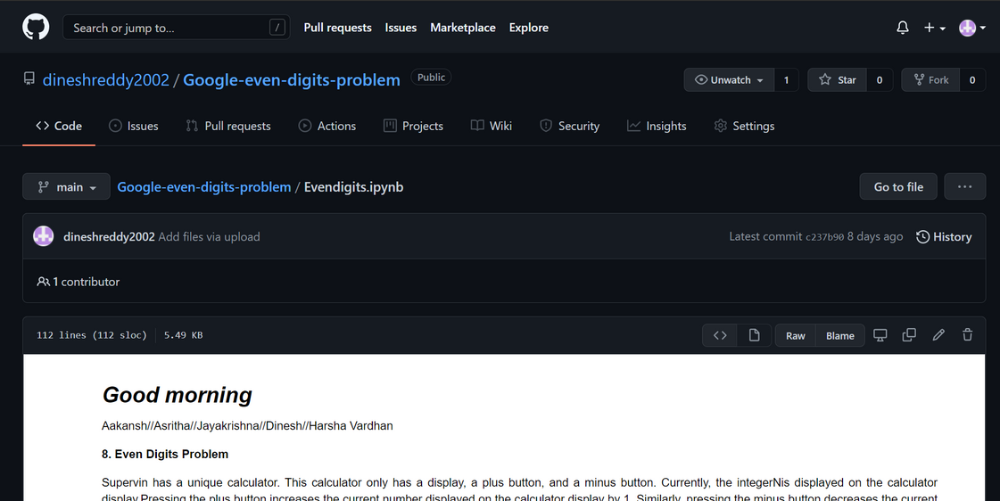 Search or jump to... /
Pull requests Issues Marketplace Explore
dineshreddy2002 / Google-even-digits-problem Public
Unwatch 1 Star 0 Fork 0
Code Issues Pull requests Actions Projects Wiki Security Insights Settings
main Google-even-digits-problem / Evendigits.ipynb Go to file ...
dineshreddy2002 Add files via upload Latest commit c237b90 8 days ago History
1 contributor
112 lines (112 sloc) 5.49 KB <> Raw Blame
Good morning
Aakansh//Asritha//Jayakrishna//Dinesh//Harsha Vardhan
8. Even Digits Problem
Supervin has a unique calculator. This calculator only has a display, a plus button, and a minus button. Currently, the integerNis displayed on the calculator
display.Pressing the plus button increases the current number displayed on the calculator display by 1. Similarly, pressing the minus button decreases the current